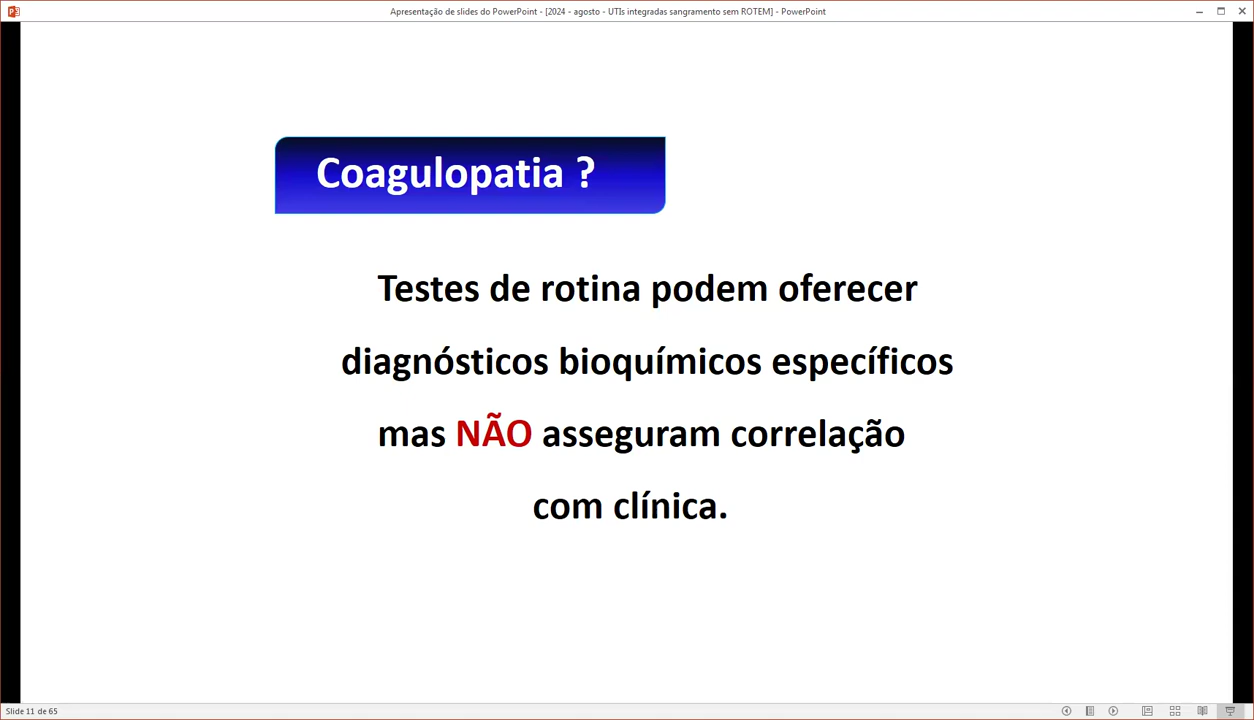 Apresentação de slides do PowerPoint - [2024 - agosto - UTIs integradas sangramento sem ROTEM] - PowerPoint
Coagulopatia ?
Testes de rotina podem oferecer
diagnósticos bioquímicos específicos
mas NÃO asseguram correlação
com clínica.
Slide 11 de 65